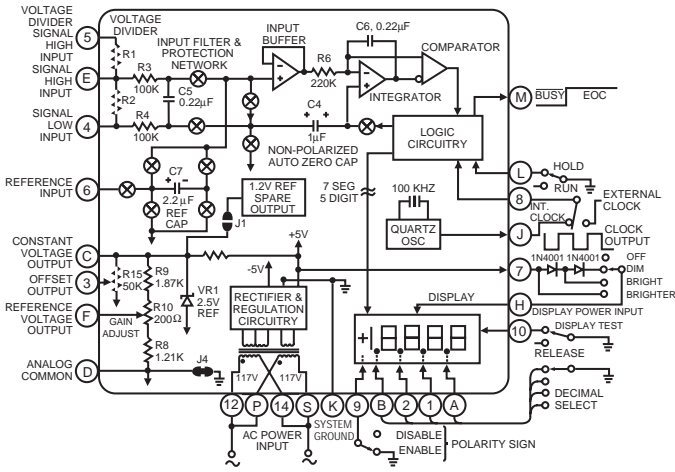 VOLTAGE
DIVIDER
SIGNAL
HIGH
INPUT
5
VOLTAGE
DIVIDER
R1
SIGNAL
HIGH
INPUT
E
R2
SIGNAL
LOW
INPUT
4
R3
100K
R4
100K
INPUT FILTER &
PROTECTION
NETWORK
C5
0.22µF
INPUT
BUFFER
R6
220K
C6, 0.22µF
COMPARATOR
INTEGRATOR
C4
+ +
1µF
NON-POLARIZED
AUTO ZERO CAP
LOGIC
CIRCUITRY
M
BUSY
EOC
L
HOLD
RUN
8
INT.
CLOCK
EXTERNAL
CLOCK
J
CLOCK
OUTPUT
REFERENCE
INPUT
6
C7
+ -
2.2µF
REF
CAP
1.2V REF
SPARE
OUTPUT
J1
7 SEG
5 DIGIT
100 KHZ
QUARTZ
OSC
CONSTANT
VOLTAGE
OUTPUT
C
+5V
-5V
OFFSET
OUTPUT
3
R15
50K
R9
1.87K
REFERENCE
VOLTAGE
OUTPUT
F
GAIN
ADJUST
R10
200Ω
R8
1.21K
VR1
2.5V
REF
RECTIFIER &
REGULATION
CIRCUITRY
7
1N4001
1N4001
OFF
DIM
BRIGHT
BRIGHTER
H
DISPLAY POWER INPUT
DISPLAY
+1 8 8 8 8
10
DISPLAY TEST
RELEASE
ANALOG
COMMON
D
J4
117V
117V
12
P
14
S
K
9
B
2
1
A
AC POWER
INPUT
SYSTEM
GROUND
DISABLE
ENABLE
POLARITY SIGN
DECIMAL
SELECT